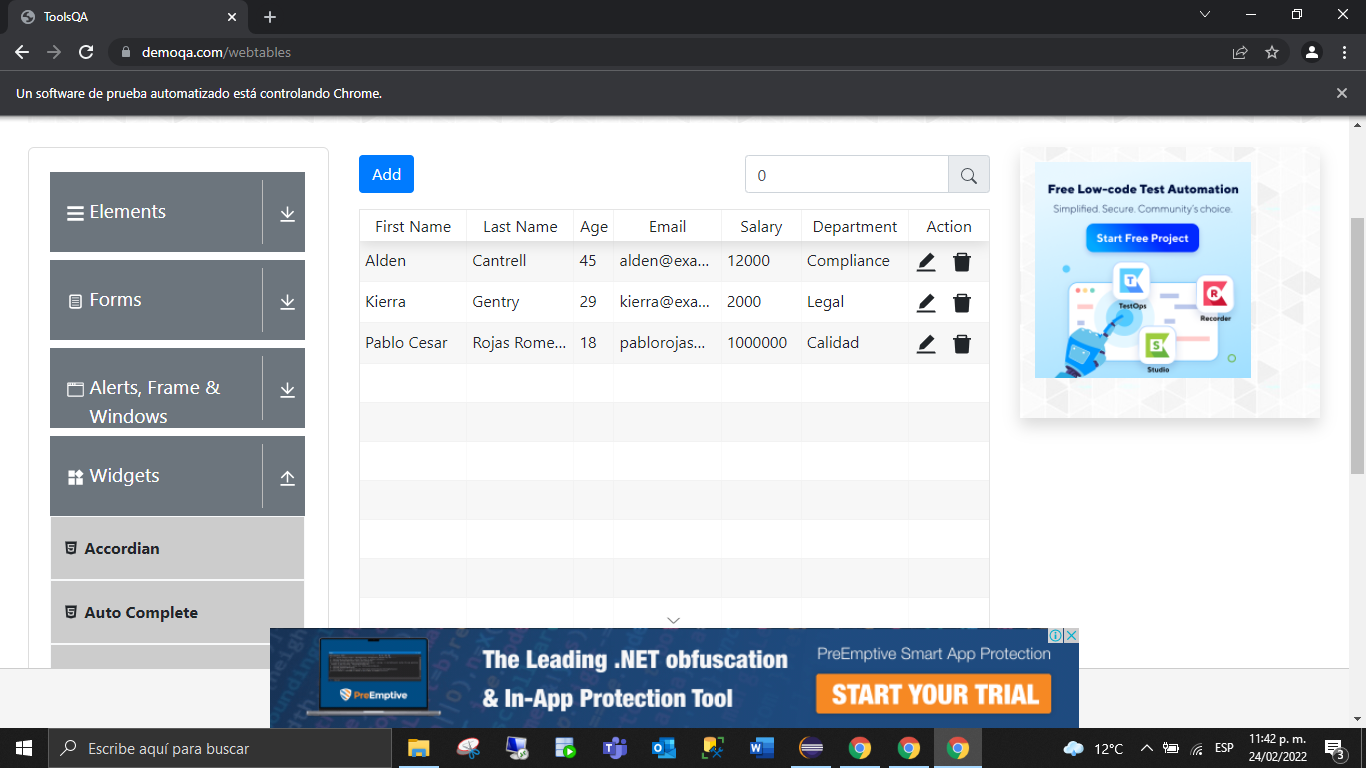 ToolsQA
demoqa.com/webtables
Un software de prueba automatizado está controlando Chrome.
Elements
Forms
Alerts, Frame &
Windows
Widgets
Accordian
Auto Complete
Add
0
First Name Last Name Age Email Salary Department Action
Alden Cantrell 45 alden@exa... 12000 Compliance
Kierra Gentry 29 kierra@exa... 2000 Legal
Pablo Cesar Rojas Rome... 18 pablorojas... 1000000 Calidad
Free Low-code Test Automation
Simplified. Secure. Community's choice.
Start Free Project
TestOps
Recorder
Studio
PreEmptive
The Leading .NET obfuscation
& In-App Protection Tool
PreEmptive Smart App Protection
START YOUR TRIAL
Escribe aquí para buscar
12°C
ESP
11:42 p. m.
24/02/2022
3